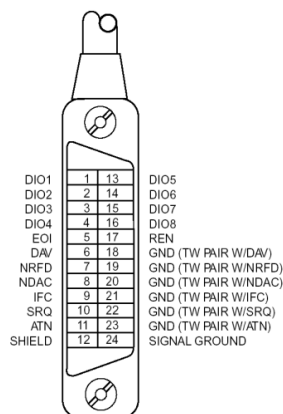 DIO1 1 13 DIO5
DIO2 2 14 DIO6
DIO3 3 15 DIO7
DIO4 4 16 DIO8
EOI 5 17 REN
DAV 6 18 GND (TW PAIR W/DAV)
NRFD 7 19 GND (TW PAIR W/NRFD)
NDAC 8 20 GND (TW PAIR W/NDAC)
IFC 9 21 GND (TW PAIR W/IFC)
SRQ 10 22 GND (TW PAIR W/SRQ)
ATN 11 23 GND (TW PAIR W/ATN)
SHIELD 12 24 SIGNAL GROUND